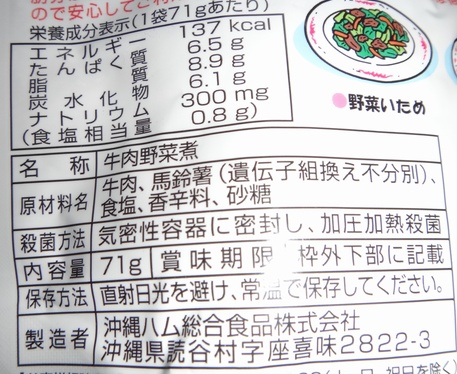 ので安心してご利
栄養成分表示(1袋71gあたり)
エネルギー 137 kcal
たんぱく質 6.5 g
脂質 8.9 g
炭水化物 6.1 g
ナトリウム 300 mg
(食塩相当量 0.8 g)
●野菜いため
名称 牛肉野菜煮
原材料名 牛肉、馬鈴薯(遺伝子組換え不分別)、
食塩、香辛料、砂糖
殺菌方法 気密性容器に密封し、加圧加熱殺菌
内容量 71g 賞味期限 枠外下部に記載
保存方法 直射日光を避け、常温で保存してください。
製造者 沖縄ハム総合食品株式会社
沖縄県読谷村字座喜味2822-3